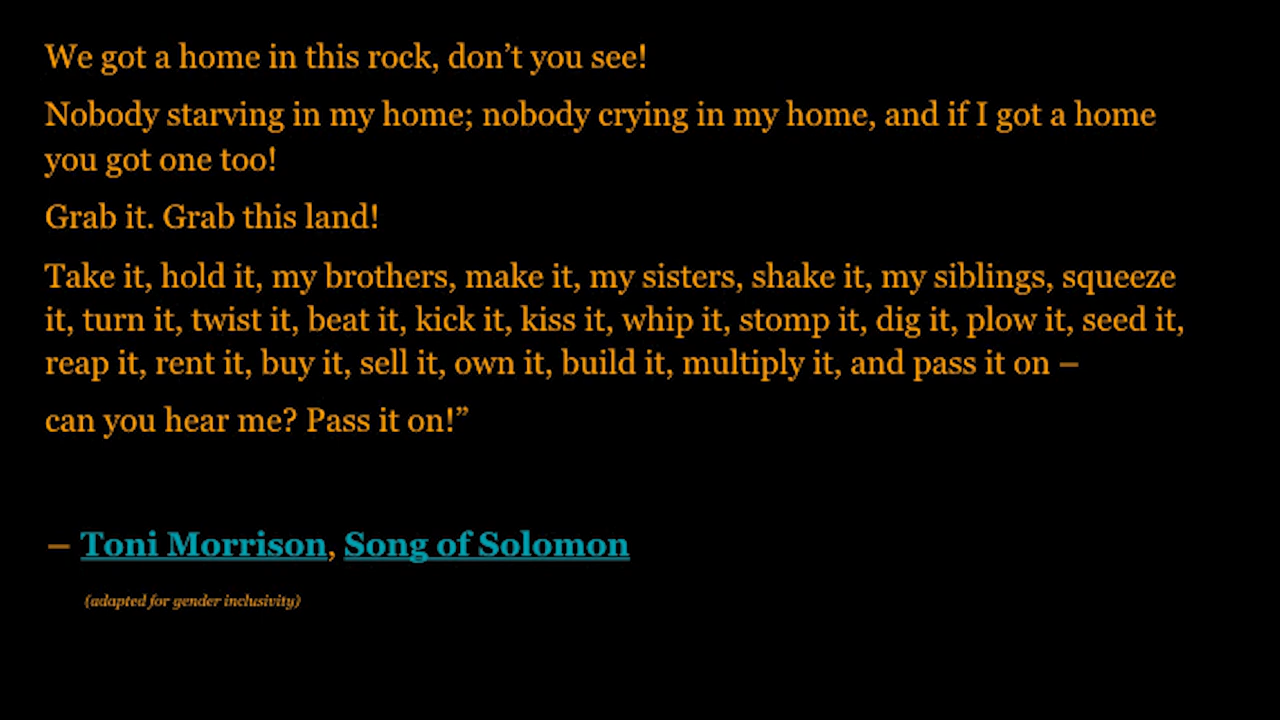 We got a home in this rock, don’t you see!
Nobody starving in my home; nobody crying in my home, and if I got a home
you got one too!
Grab it. Grab this land!
Take it, hold it, my brothers, make it, my sisters, shake it, my siblings, squeeze
it, turn it, twist it, beat it, kick it, kiss it, whip it, stomp it, dig it, plow it, seed it,
reap it, rent it, buy it, sell it, own it, build it, multiply it, and pass it on –
can you hear me? Pass it on!”
– Toni Morrison, Song of Solomon
(adapted for gender inclusivity)